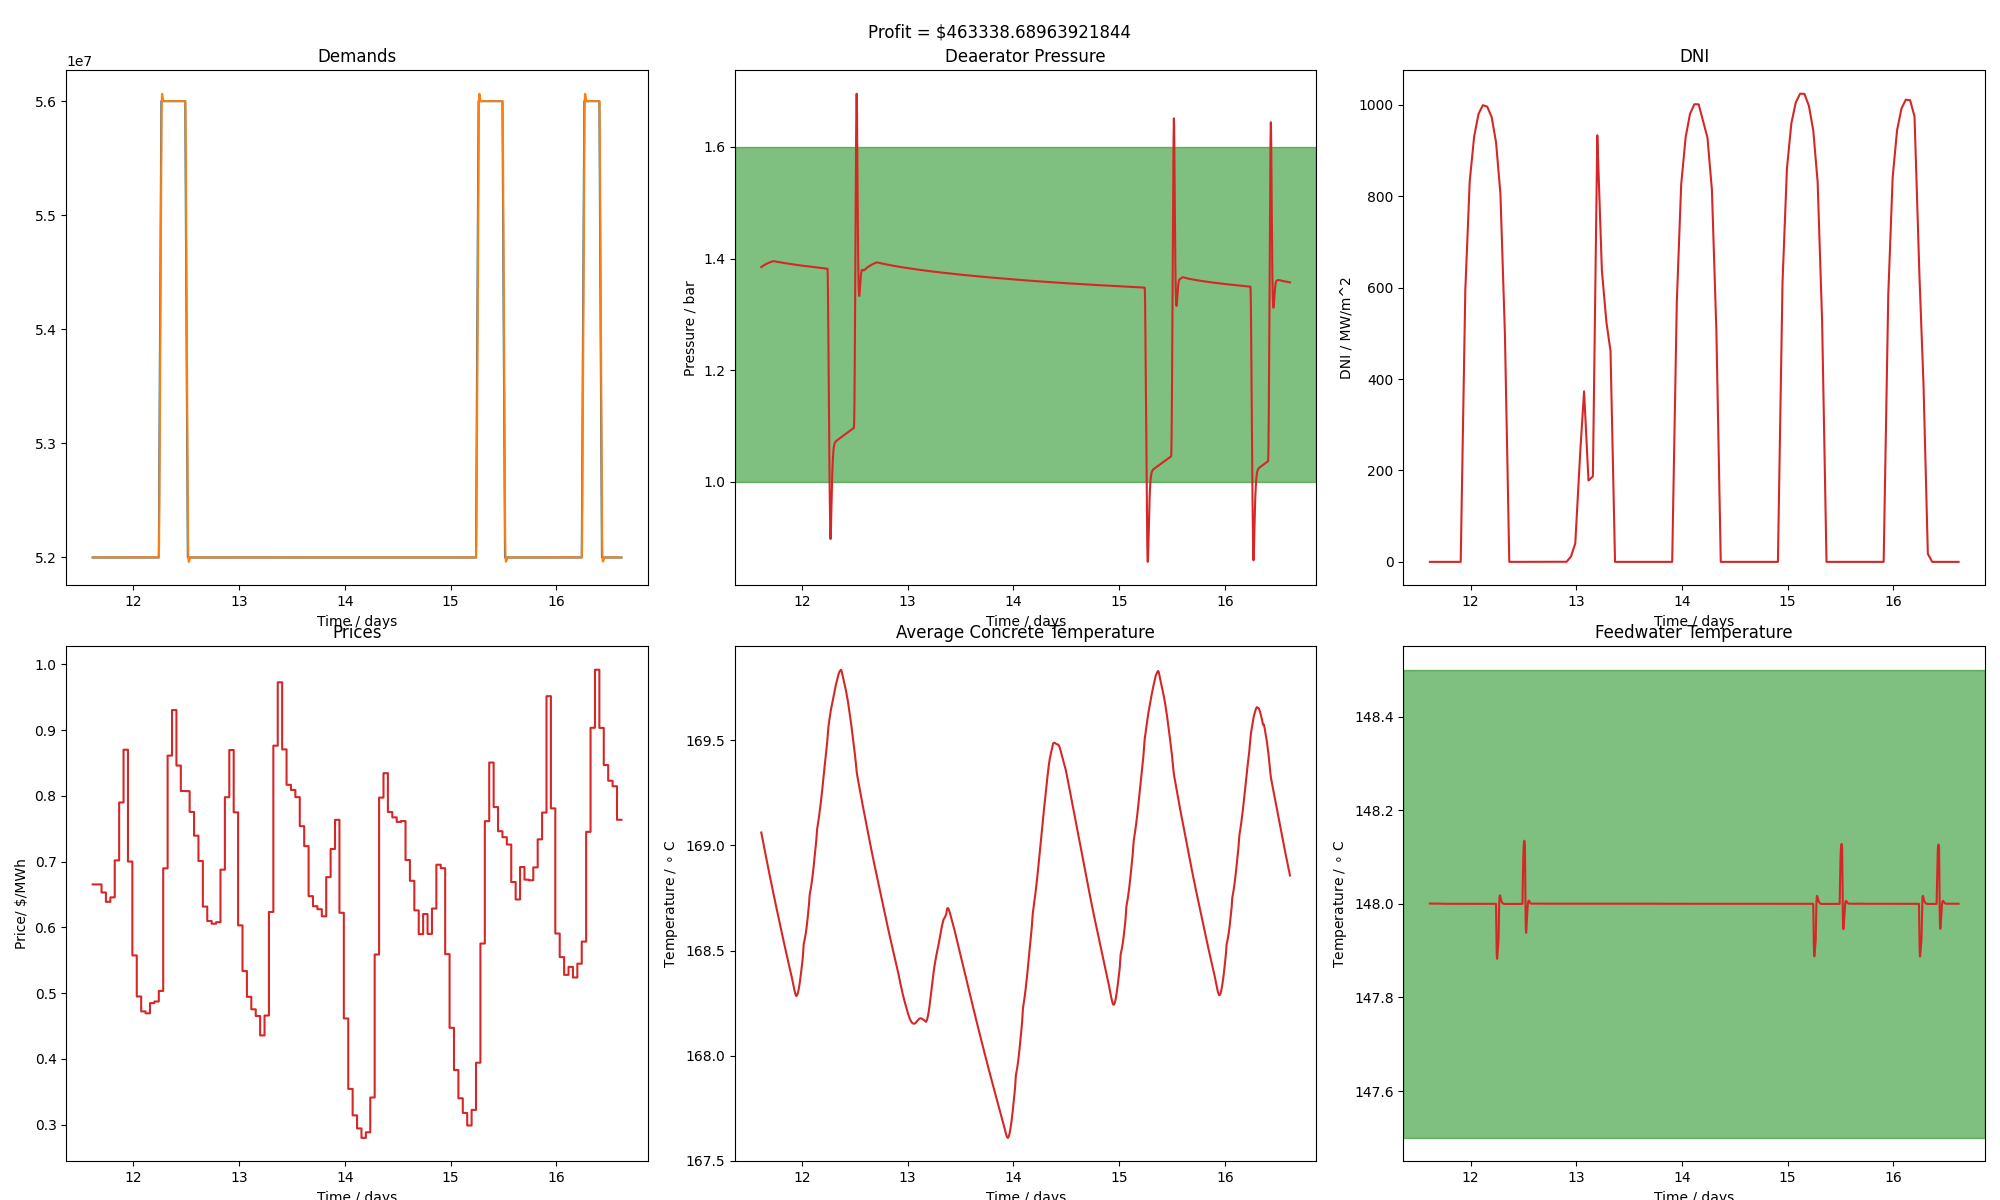 Profit = $463338.68963921844
Demands
1e7
5.6
5.5
5.4
5.3
5.2
12 13 14 15 16
Time / days
Deaerator Pressure
Pressure / bar
1.6
1.4
1.2
1.0
12 13 14 15 16
Time / days
DNI
DNI / MW/m^2
1000
800
600
400
200
0
12 13 14 15 16
Time / days
Prices
Price/ $/MWh
1.0
0.9
0.8
0.7
0.6
0.5
0.4
0.3
12 13 14 15 16
Time / days
Average Concrete Temperature
Temperature / ∘ C
169.5
169.0
168.5
168.0
167.5
12 13 14 15 16
Time / days
Feedwater Temperature
Temperature / ∘ C
148.4
148.2
148.0
147.8
147.6
12 13 14 15 16
Time / days